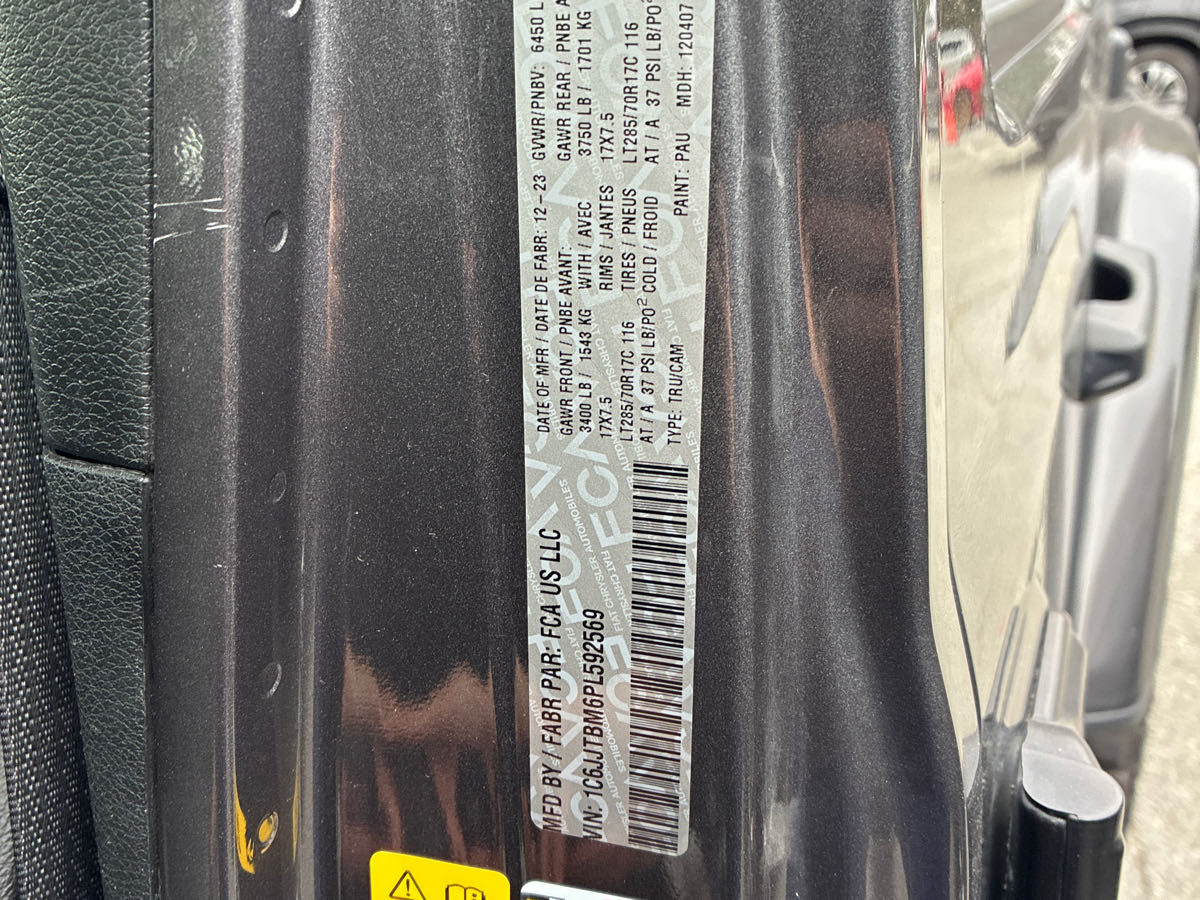 MFD BY / FABR PAR: FCA US LLC
DATE OF MFR / DATE DE FABR: 12-23 GVWR/PNBV: 6450 L
GAWR FRONT / PNBE AVANT: GAWR REAR / PNBE A
3400 LB / 1543 KG WITH / AVEC 3750 LB / 1701 KG
17X7.5 RIMS / JANTES 17X7.5
LT285/70R17C 116 TIRES / PNEUS LT285/70R17C 116
AT / A 37 PSI LB/PO² COLD / FROID AT / A 37 PSI LB/PO²
VIN: 1C6JJTBM6PL592569 TYPE: TRU/CAM PAINT: PAU MDH: 120407